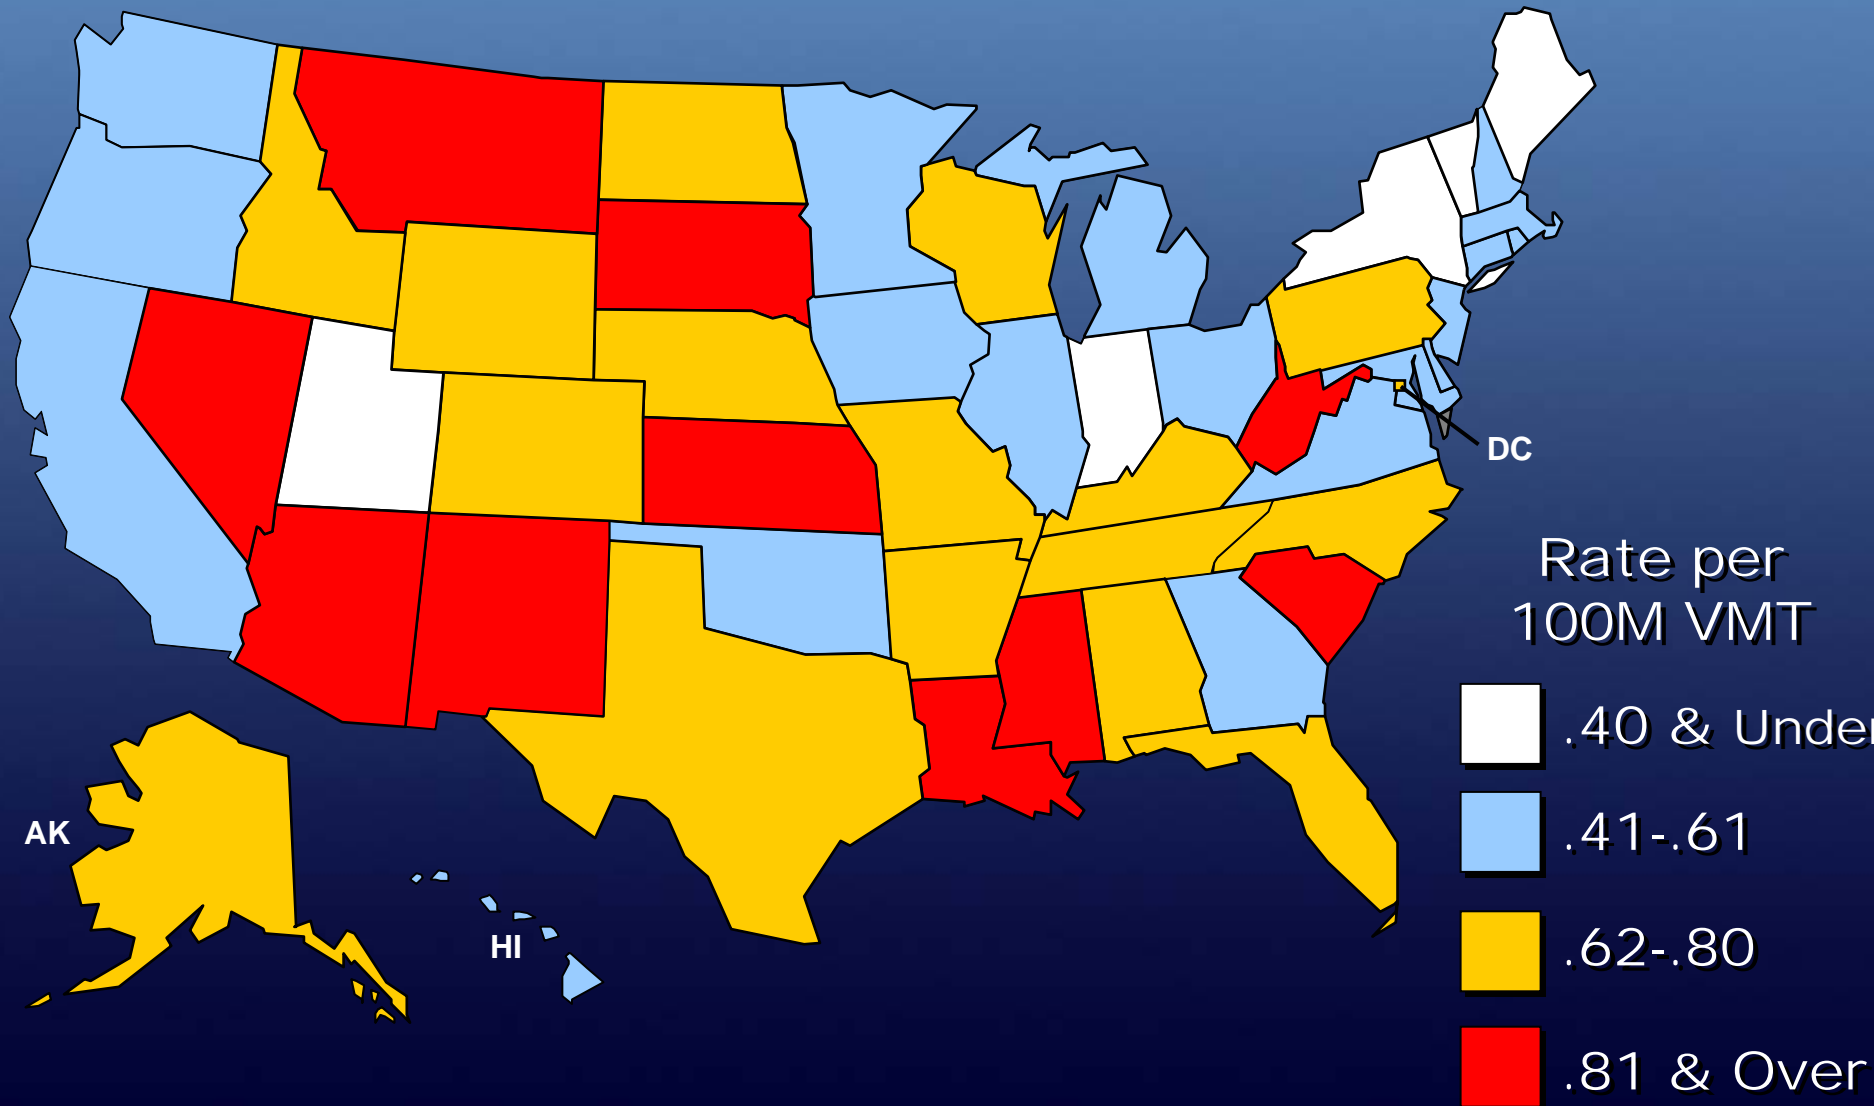 DC
Rate per
100M VMT
.40 & Under
.41-.61
AK
HI
.62-.80
.81 & Over